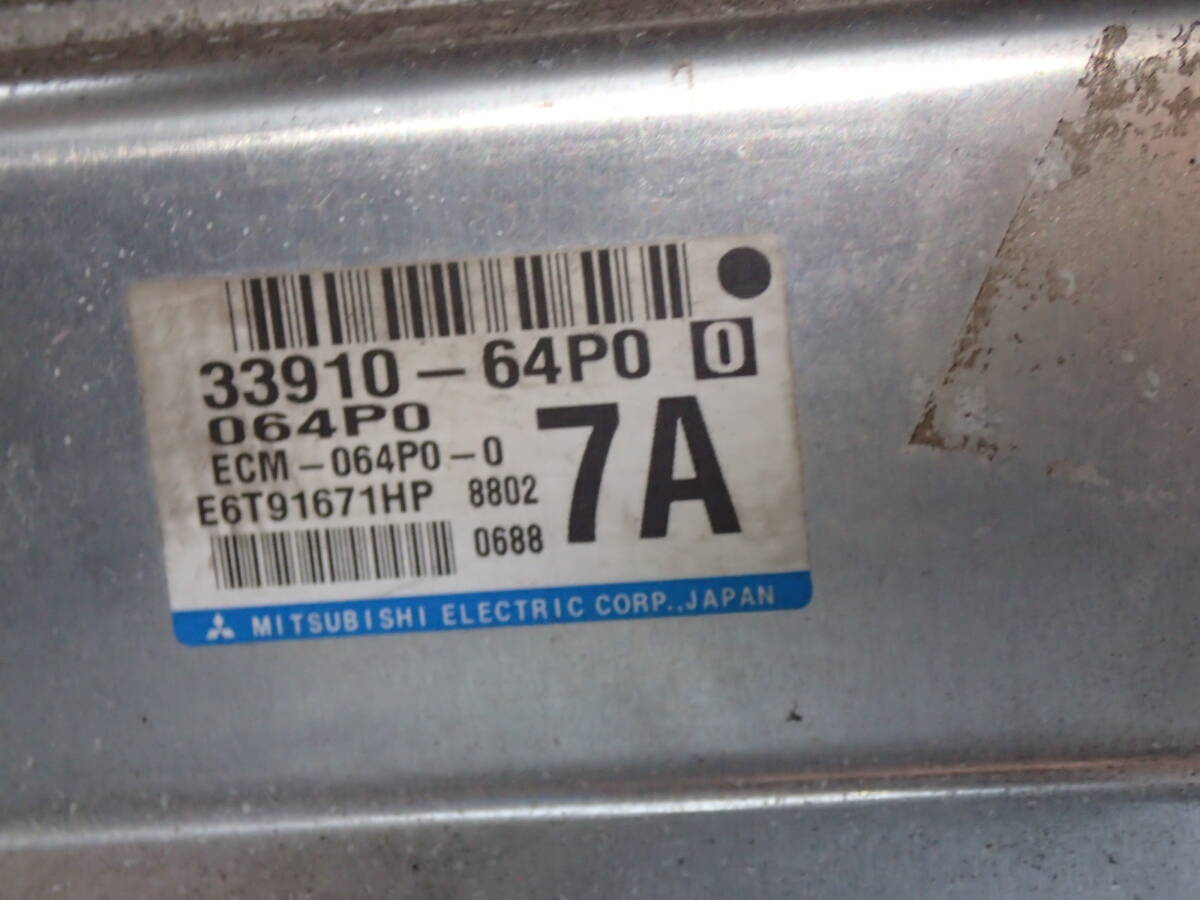 33910-64P0 0
064P0
ECM-064P0-0
7A
E6T91671HP 8802
0688
MITSUBISHI ELECTRIC CORP.,JAPAN